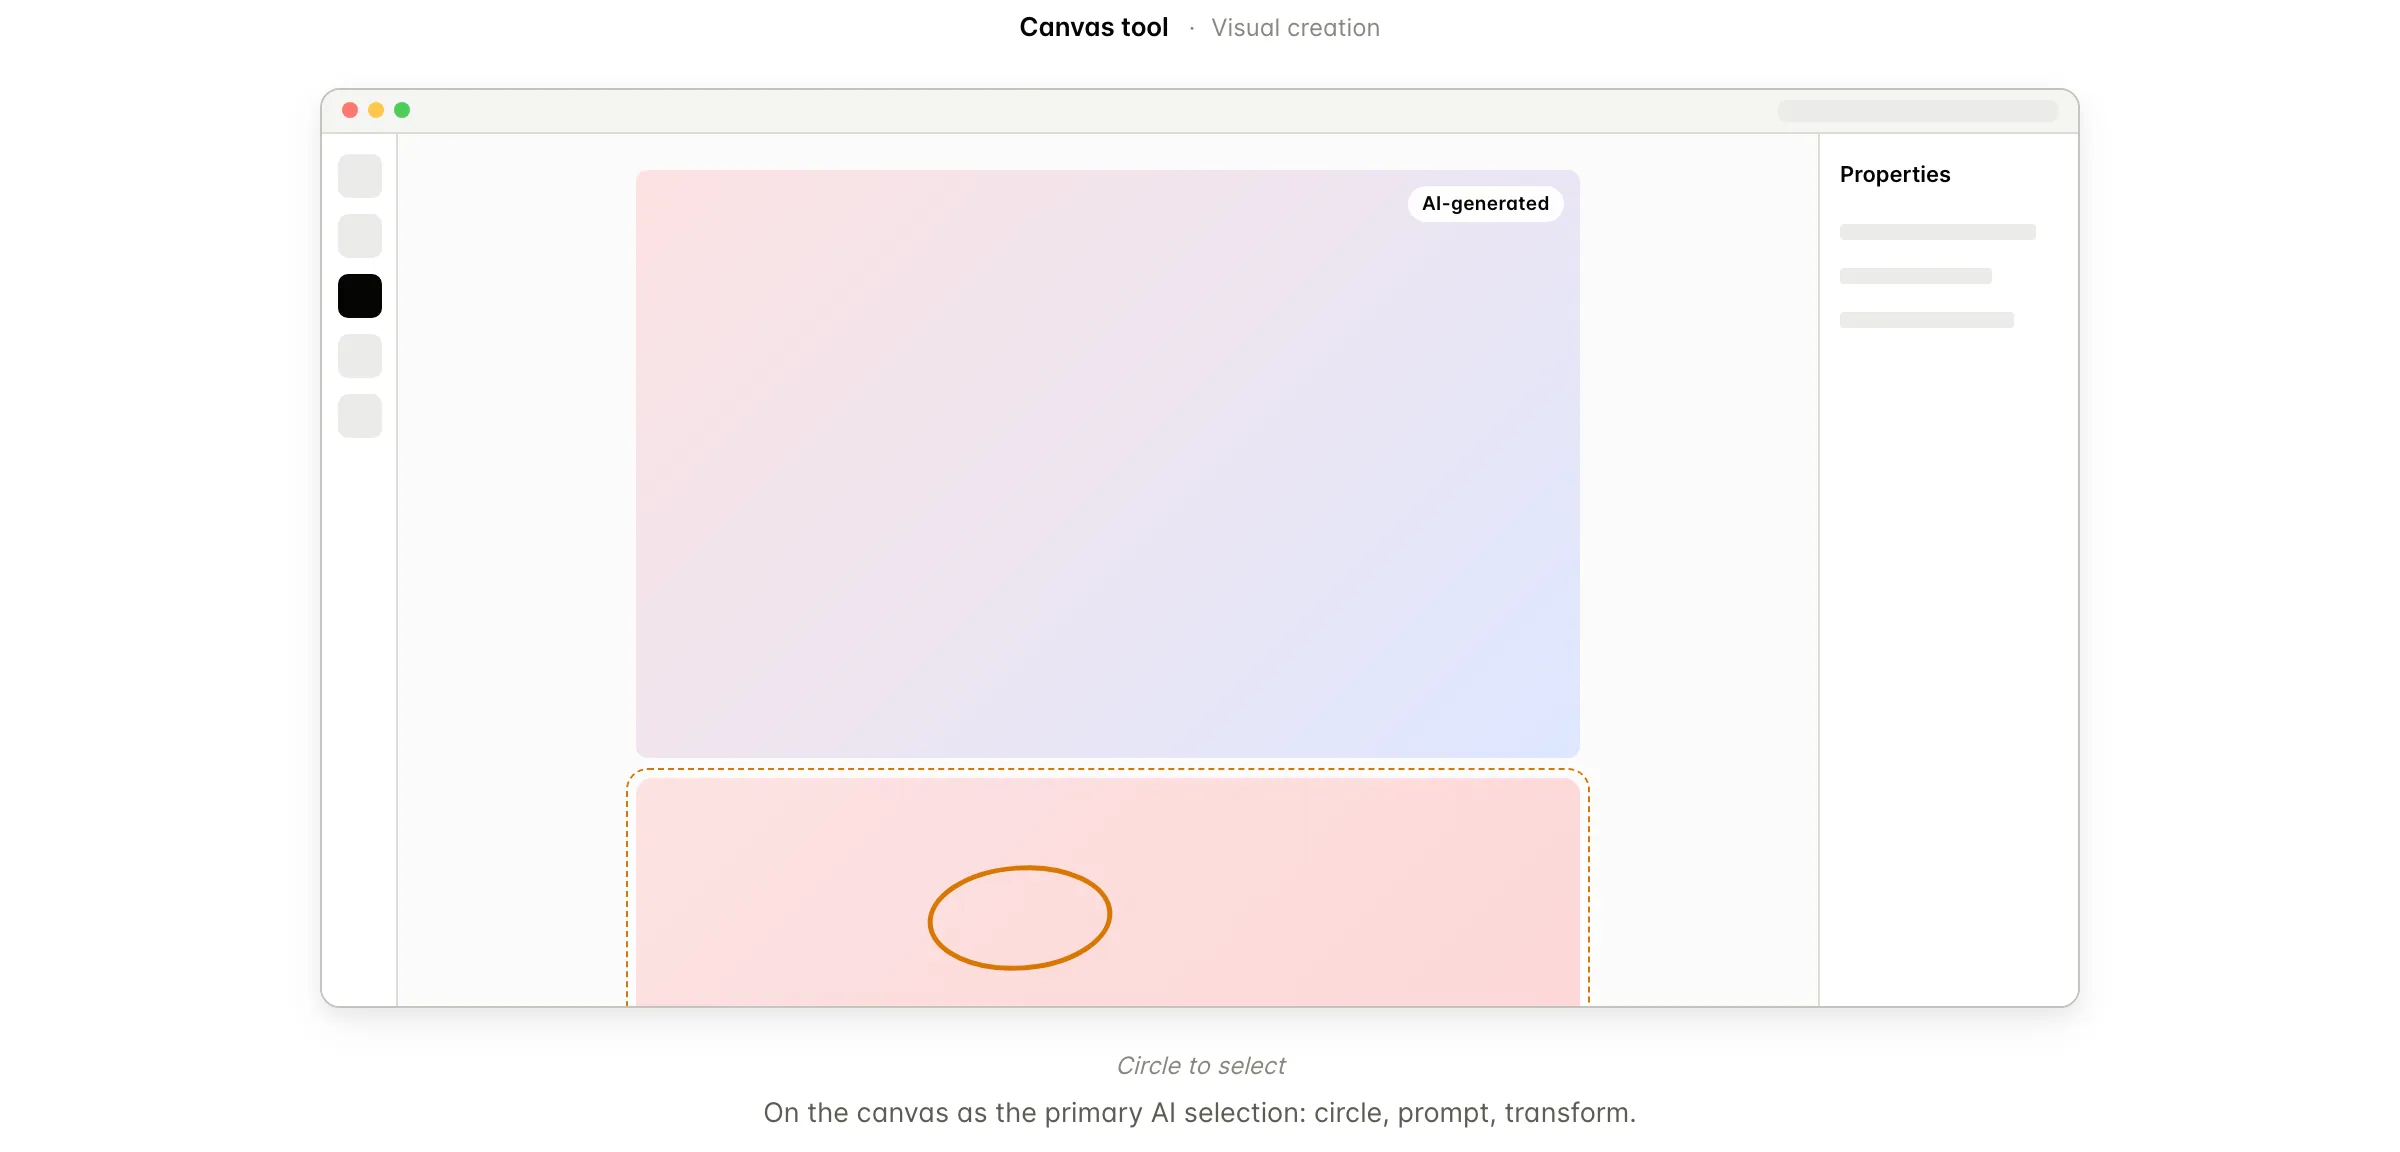 Canvas tool · Visual creation
AI-generated
Properties
Circle to select
On the canvas as the primary AI selection: circle, prompt, transform.